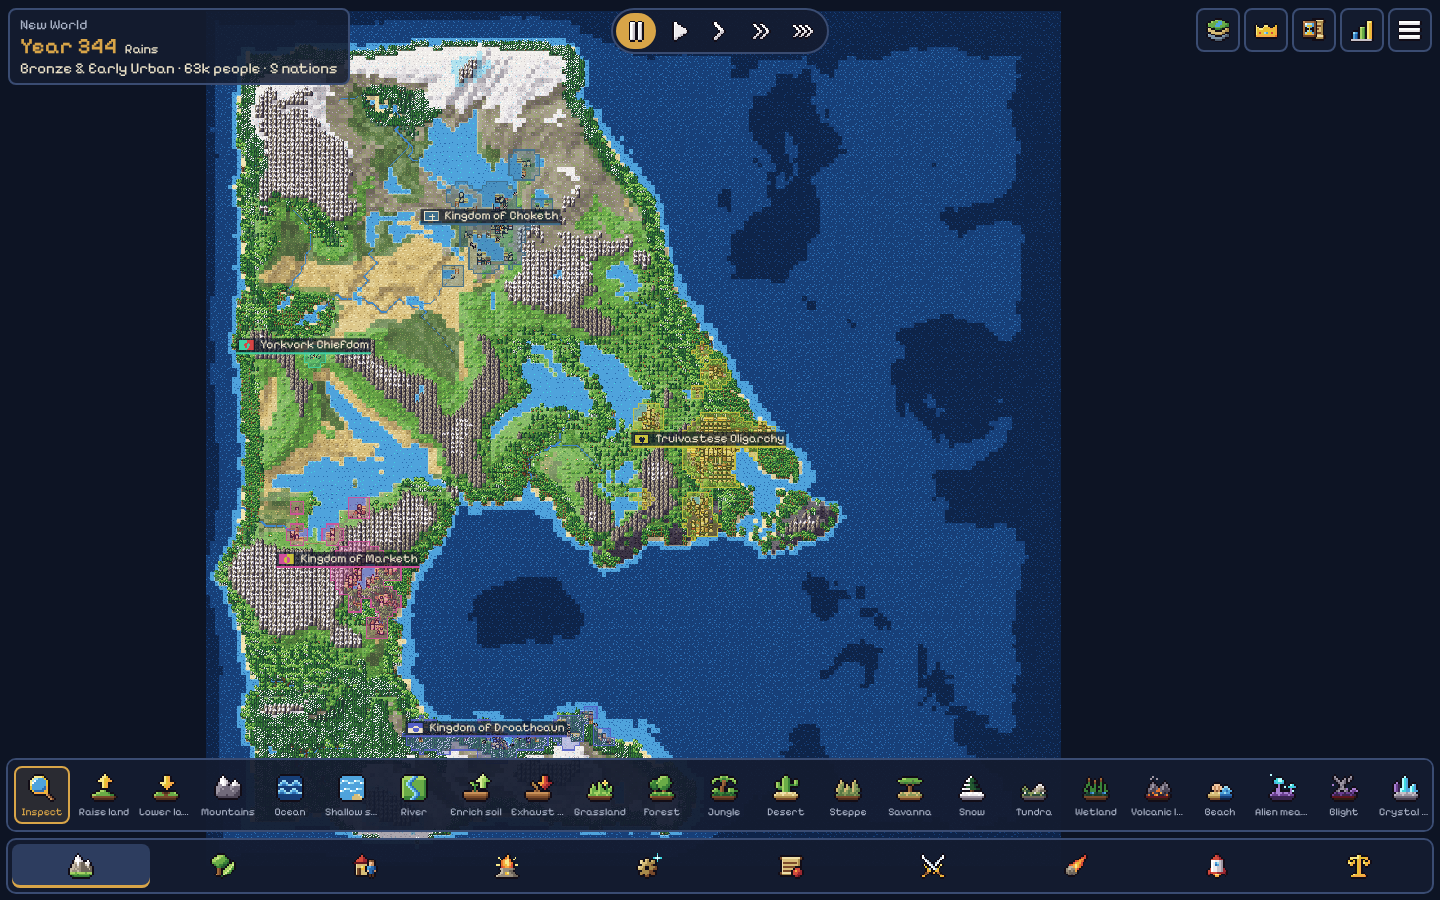 New World
Year 344 Rains
Bronze & Early Urban · 63k people · 8 nations
Kingdom of Choketh
Yorkvork Chiefdom
Truivastese Oligarchy
Kingdom of Marketh
Kingdom of Droathcaun
Inspect
Raise land
Lower la...
Mountains
Ocean
Shallow s...
River
Enrich soil
Exhaust ...
Grassland
Forest
Jungle
Desert
Steppe
Savanna
Snow
Tundra
Wetland
Volcanic l...
Beach
Alien mea...
Blight
Crystal ...